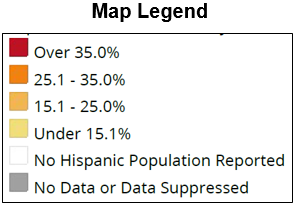 Map Legend
Over 35.0%
25.1 - 35.0%
15.1 - 25.0%
Under 15.1%
No Hispanic Population Reported
No Data or Data Suppressed